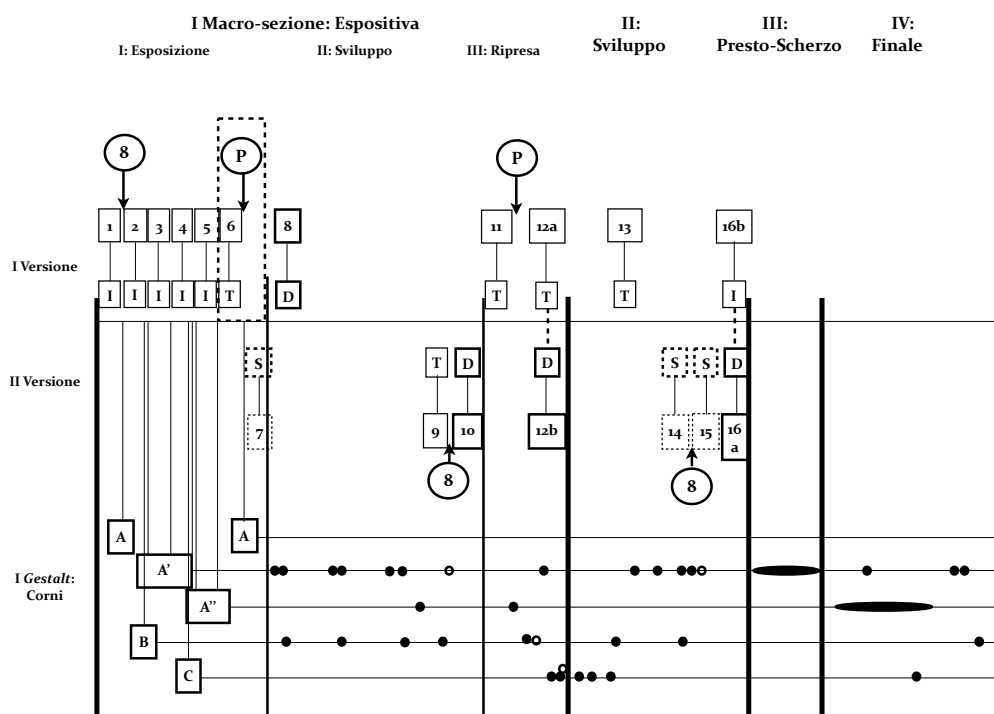 I Macro-sezione: Espositiva
II:
Sviluppo
III:
Presto-Scherzo
IV:
Finale
I: Esposizione
II: Sviluppo
III: Ripresa
8
P
P
1
2
3
4
5
6
8
11
12a
13
16b
I Versione
I
I
I
I
I
T
D
T
T
T
I
II Versione
S
T
D
D
S
S
D
7
9
10
12b
14
15
16
a
8
8
A
A
I Gestalt:
Corni
A'
A''
B
C